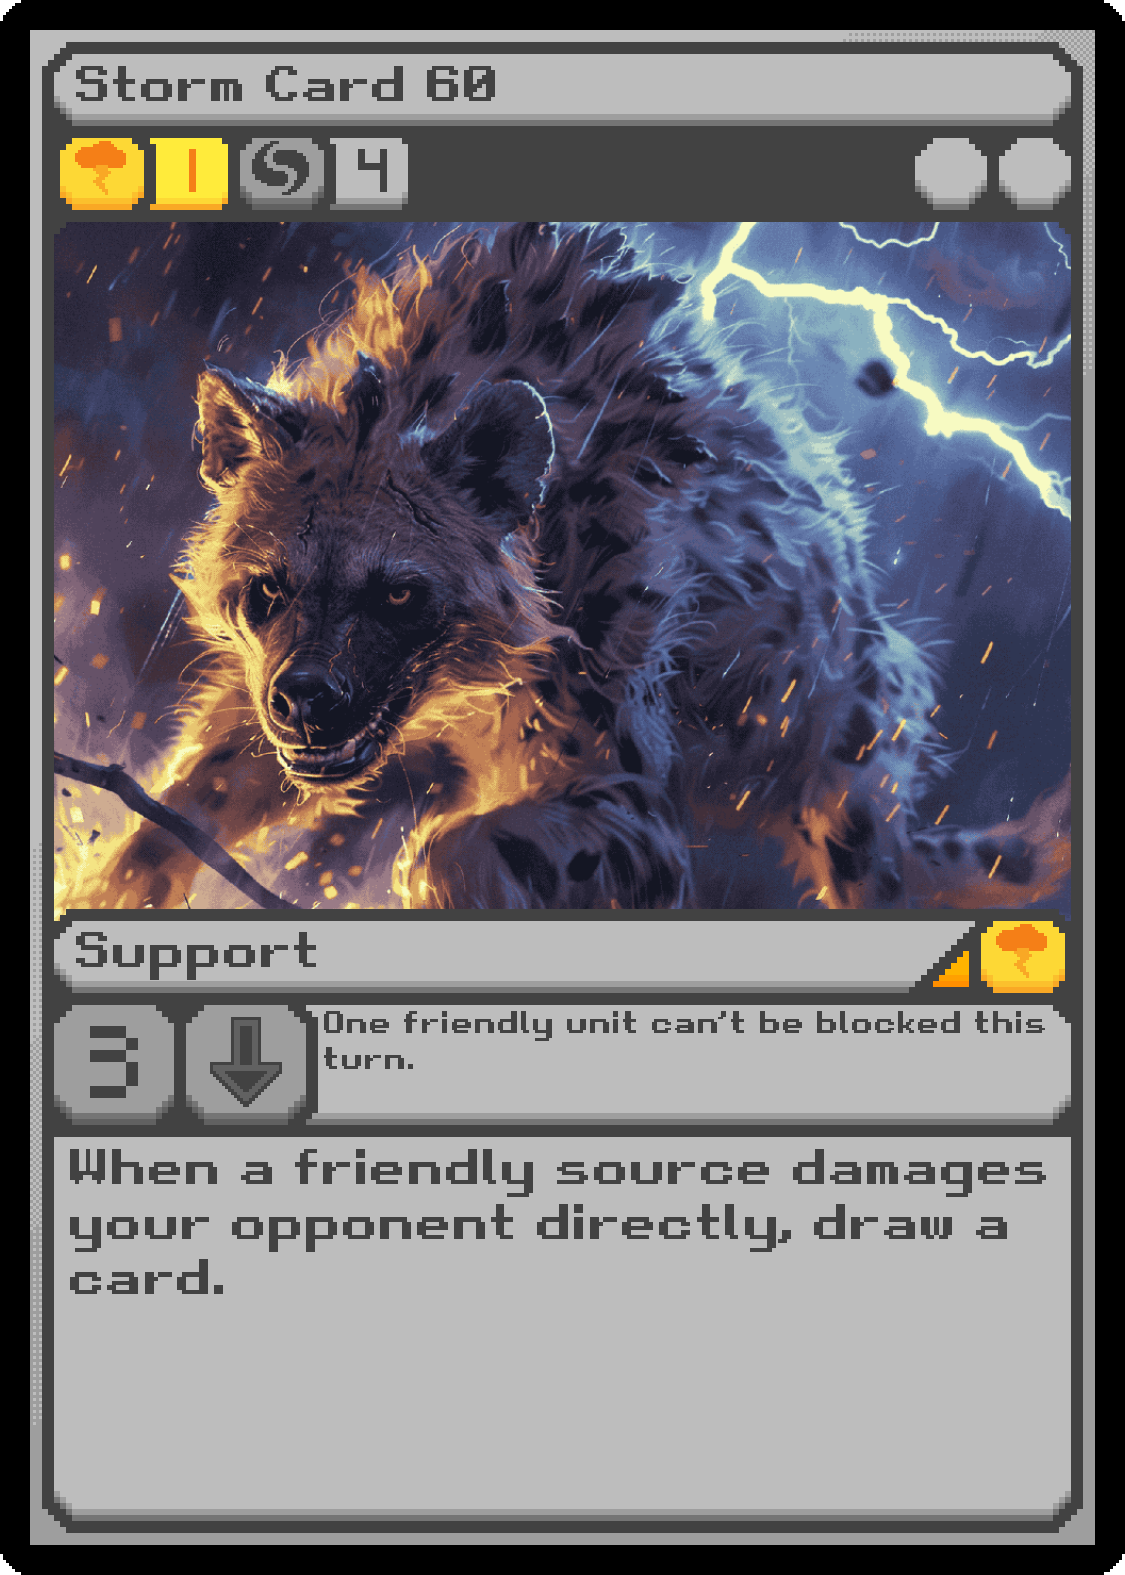 Storm Card 60
1 4
Support
3
One friendly unit can't be blocked this
turn.
When a friendly source damages
your opponent directly, draw a
card.